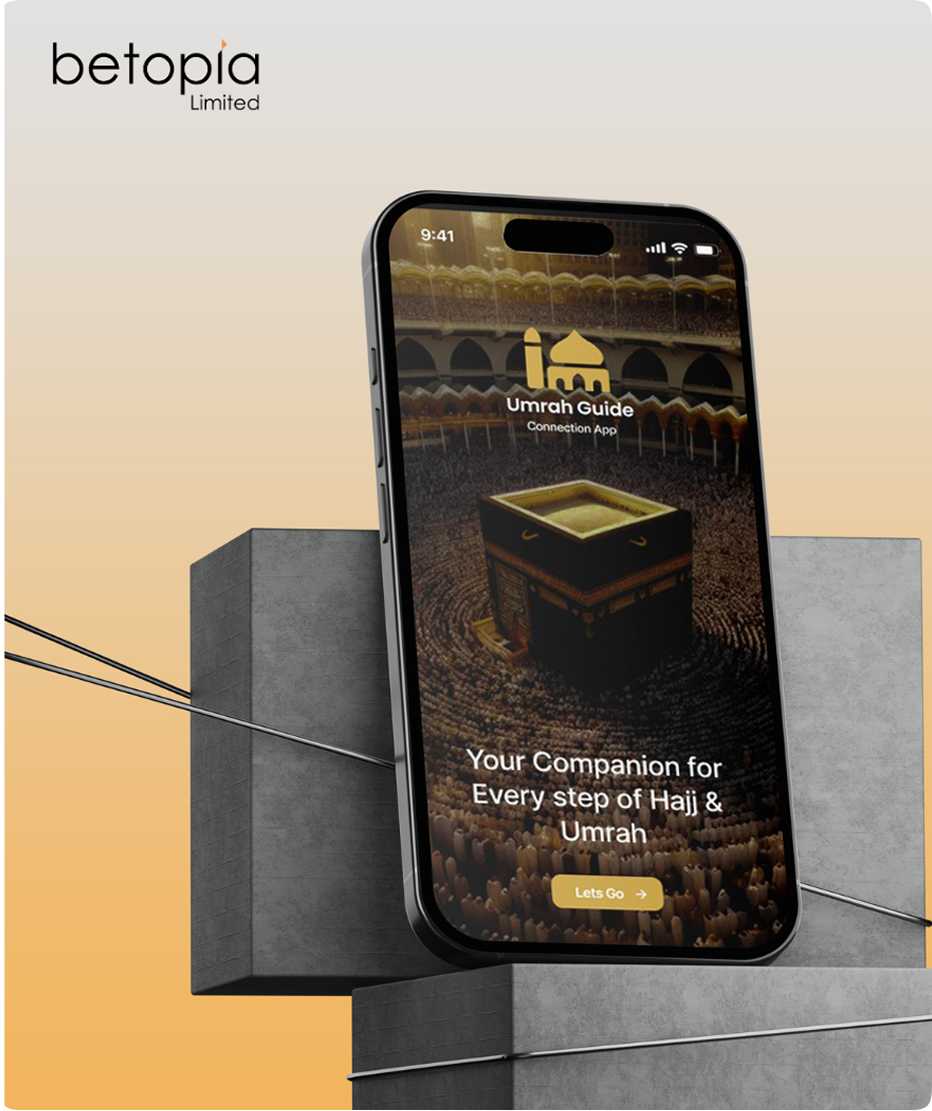 betopia
Limited
9:41
Umrah Guide
Connection App
Your Companion for
Every step of Hajj &
Umrah
Lets Go →